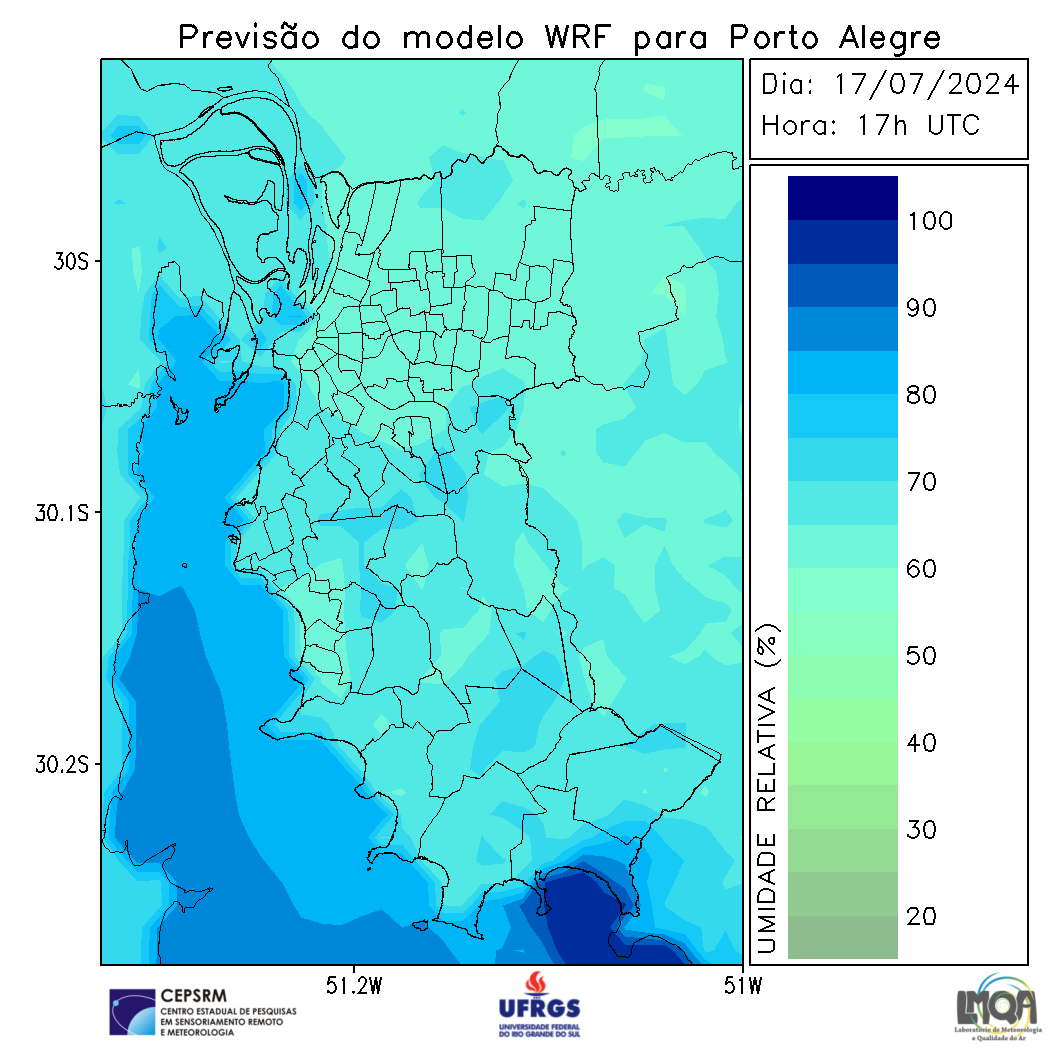 Previsão do modelo WRF para Porto Alegre
Dia: 17/07/2024
Hora: 17h UTC
30S
30.1S
30.2S
51.2W
51W
100
90
80
70
60
50
40
30
20
UMIDADE RELATIVA (%)
CEPSRM
CENTRO ESTADUAL DE PESQUISAS
EM SENSORIAMENTO REMOTO
E METEOROLOGIA
UFRGS
UNIVERSIDADE FEDERAL
DO RIO GRANDE DO SUL
LMQA
Laboratório de Meteorologia
e Qualidade do Ar